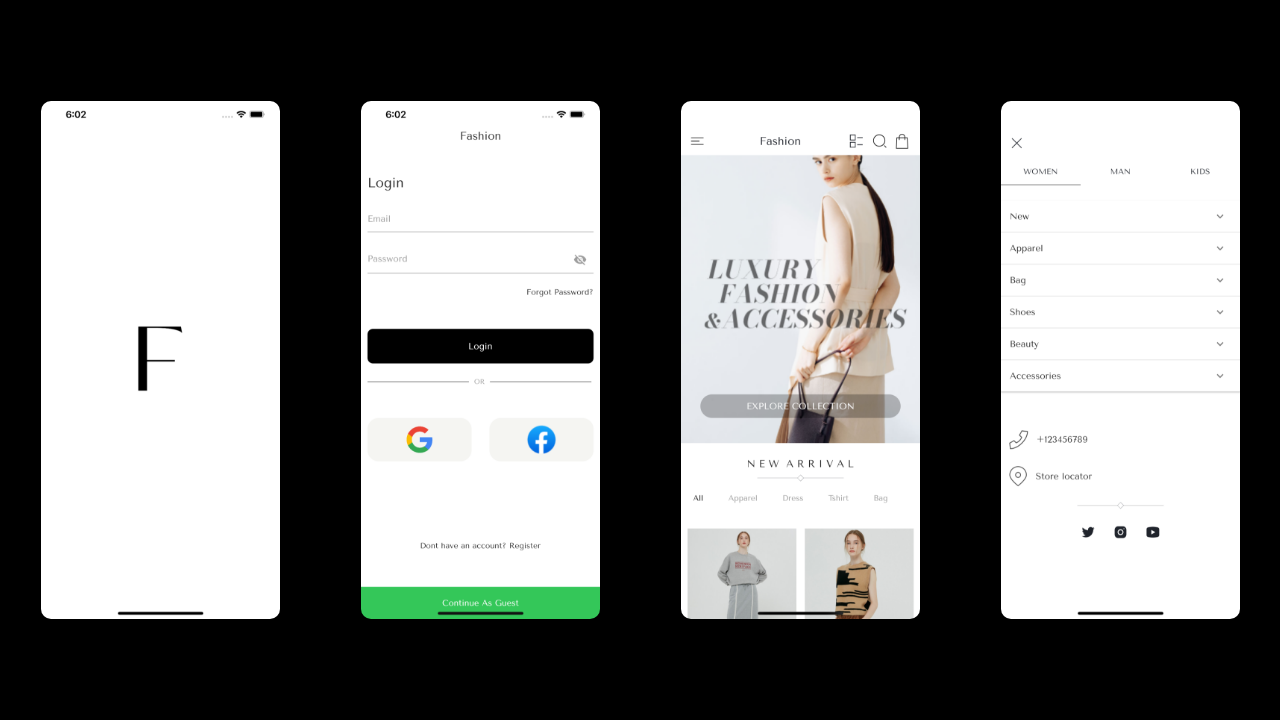 6:02
F
6:02
Fashion
Login
Email
Password
Forgot Password?
Login
OR
Dont have an account? Register
Continue As Guest
Fashion
LUXURY
FASHION
&ACCESSORIES
EXPLORE COLLECTION
NEW ARRIVAL
All Apparel Dress Tshirt Bag
WOMEN MAN KIDS
New
Apparel
Bag
Shoes
Beauty
Accessories
+123456789
Store locator